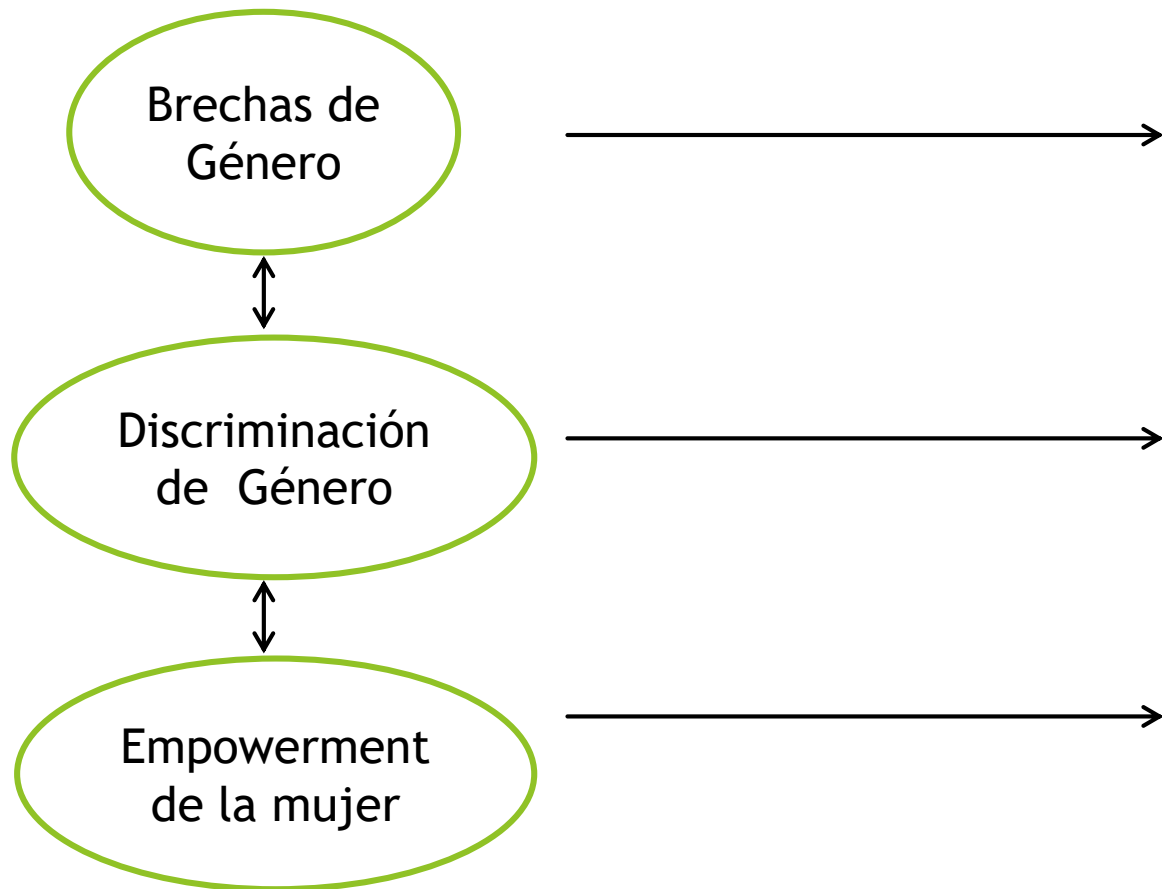 Brechas de
Género
Discriminación
de  Género
Empowerment
de la mujer